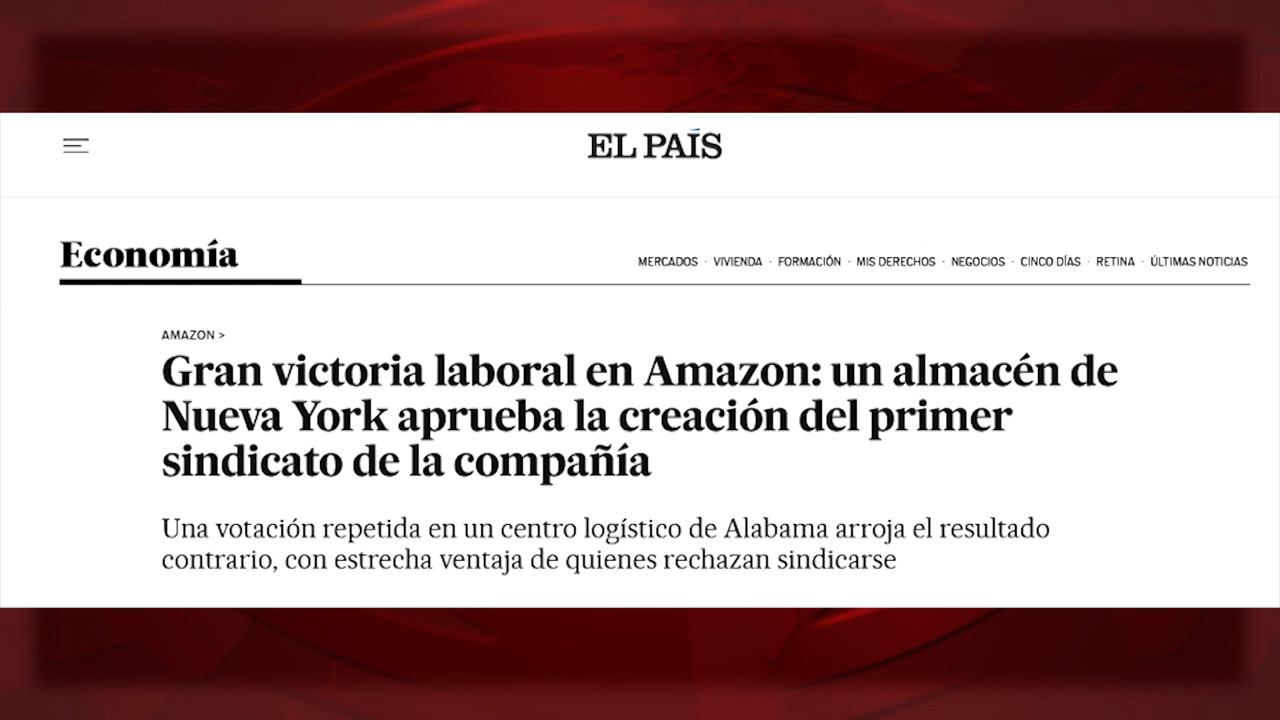 EL PAÍS
Economía
MERCADOS · VIVIENDA · FORMACIÓN · MIS DERECHOS · NEGOCIOS · CINCO DÍAS · RETINA · ÚLTIMAS NOTICIAS
AMAZON >
Gran victoria laboral en Amazon: un almacén de
Nueva York aprueba la creación del primer
sindicato de la compañía
Una votación repetida en un centro logístico de Alabama arroja el resultado
contrario, con estrecha ventaja de quienes rechazan sindicarse